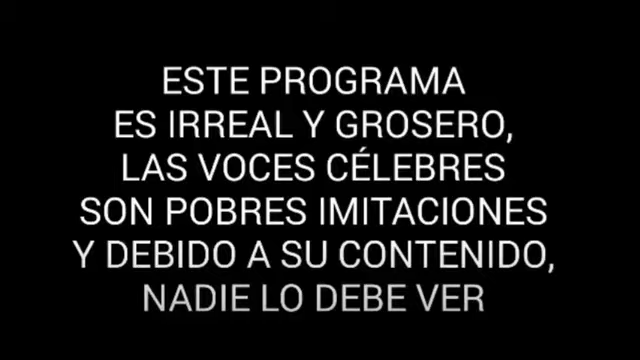 ESTE PROGRAMA
ES IRREAL Y GROSERO,
LAS VOCES CÉLEBRES
SON POBRES IMITACIONES
Y DEBIDO A SU CONTENIDO,
NADIE LO DEBE VER